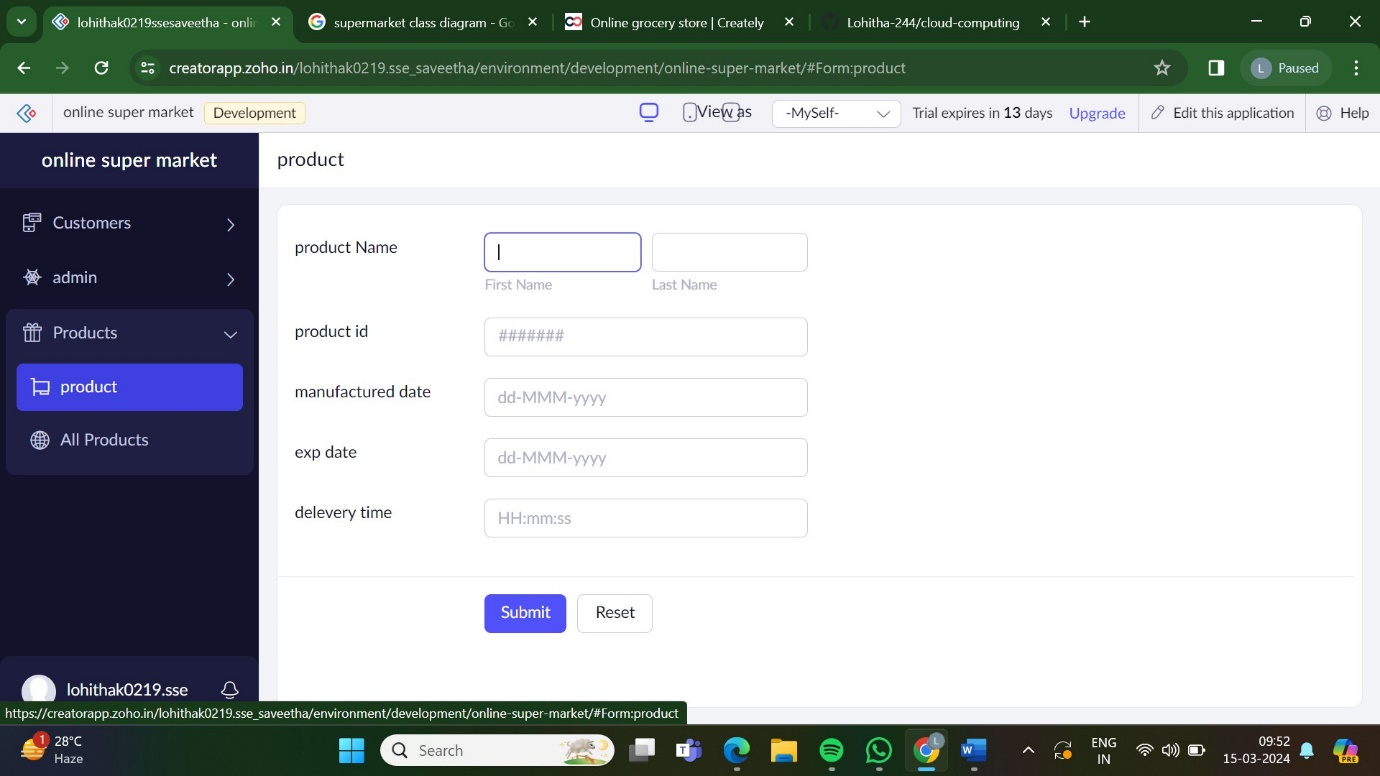 lohithak0219ssesaveetha - onlin
supermarket class diagram - Go
Online grocery store | Creately
Lohitha-244/cloud-computing
creatorapp.zoho.in/lohithak0219.sse_saveetha/environment/development/online-super-market/#Form:product
L Paused
online super market Development View as -MySelf- Trial expires in 13 days Upgrade Edit this application Help
online super market
product
Customers
admin
Products
product
All Products
product Name
First Name Last Name
product id #######
manufactured date dd-MMM-yyyy
exp date dd-MMM-yyyy
delevery time HH:mm:ss
Submit Reset
lohithak0219.sse
https://creatorapp.zoho.in/lohithak0219.sse_saveetha/environment/development/online-super-market/#Form:product
1
28°C
Haze
Search
L
ENG
IN
09:52
15-03-2024
PRE